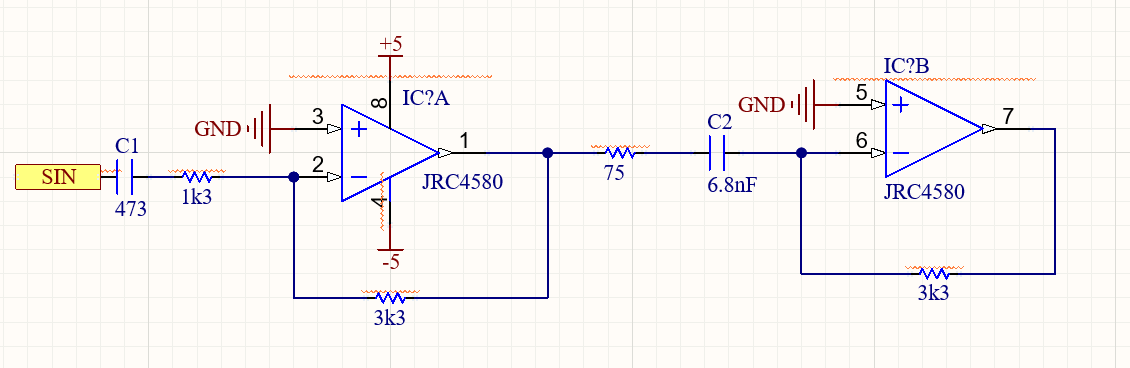 +5
IC?A
8
GND
3
+
1
C1
SIN
2
−
JRC4580
473
1k3
4
-5
3k3
75
C2
6.8nF
IC?B
GND
5
+
7
6
−
JRC4580
3k3